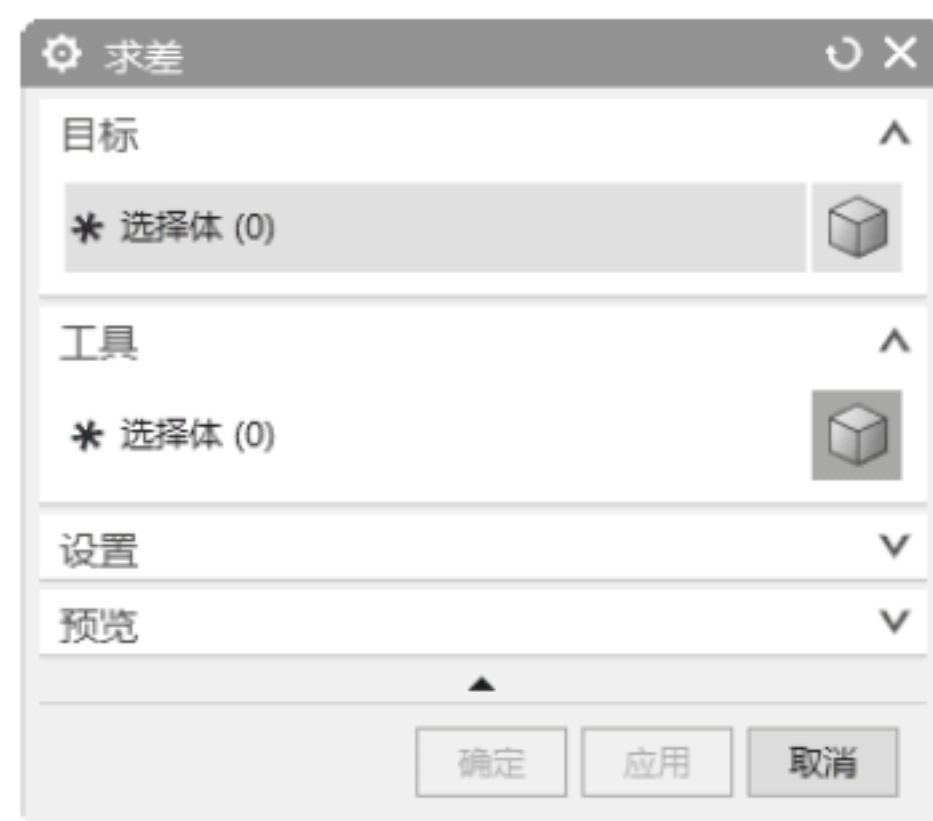 求差
目标
* 选择体 (0)
工具
* 选择体 (0)
设置
预览
确定 应用 取消